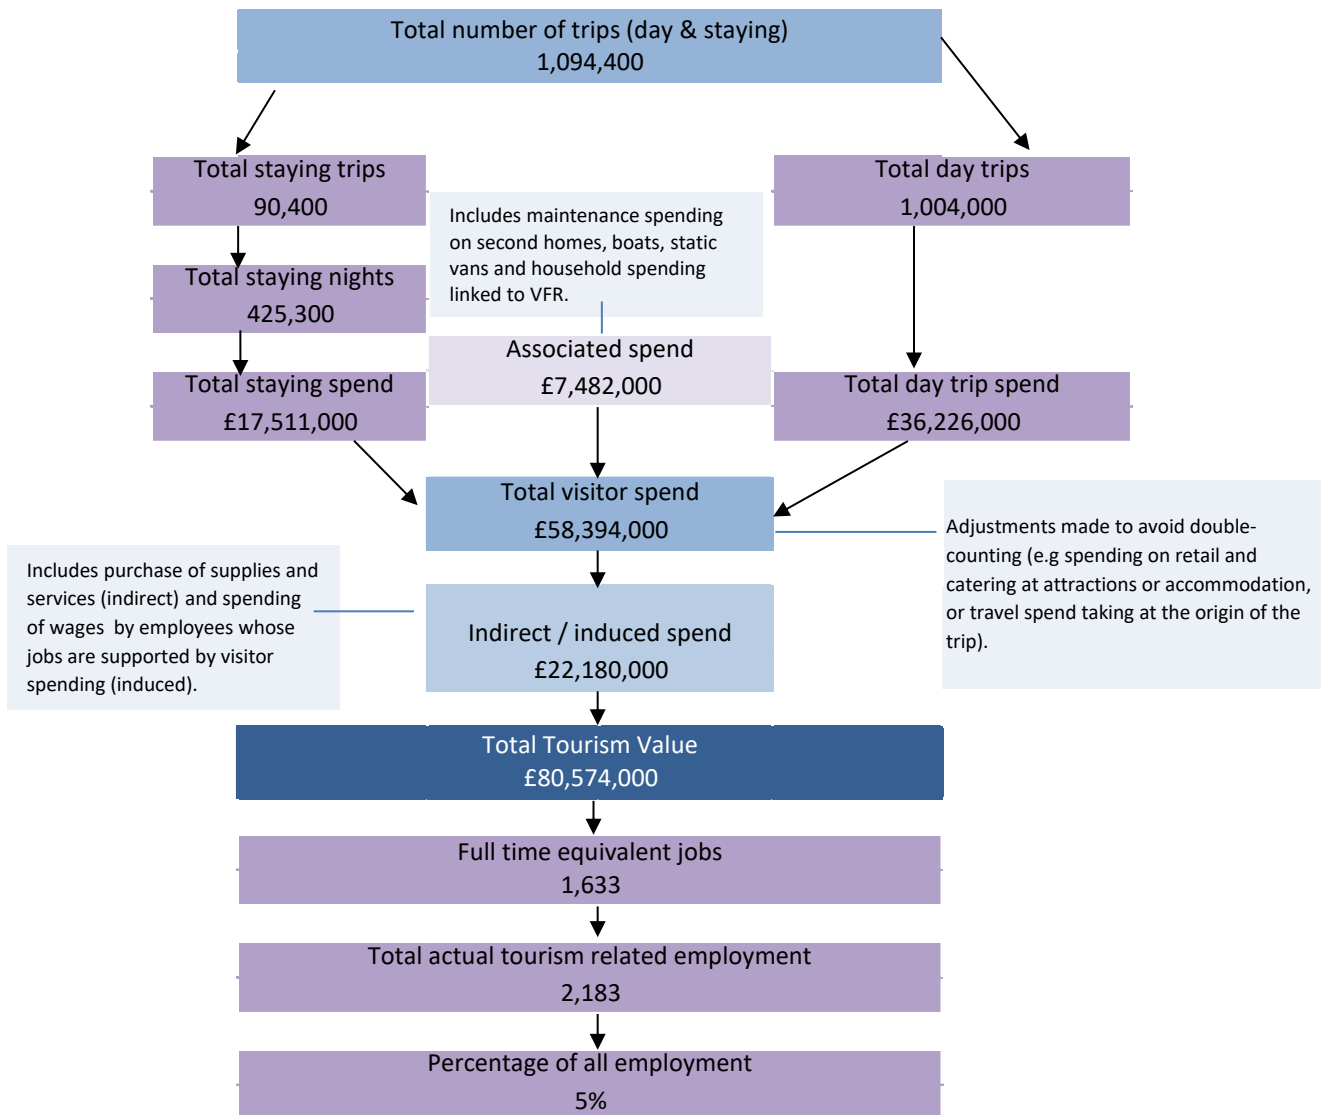 Total number of trips (day & staying)
1,094,400
Total staying trips
90,400
Total day trips
1,004,000
Includes maintenance spending
on second homes, boats, static
vans and household spending
linked to VFR.
Total staying nights
425,300
Associated spend
£7,482,000
Total staying spend
£17,511,000
Total day trip spend
£36,226,000
Total visitor spend
£58,394,000
Adjustments made to avoid double-
counting (e.g spending on retail and
catering at attractions or accommodation,
or travel spend taking at the origin of the
trip).
Includes purchase of supplies and
services (indirect) and spending
of wages by employees whose
jobs are supported by visitor
spending (induced).
Indirect / induced spend
£22,180,000
Total Tourism Value
£80,574,000
Full time equivalent jobs
1,633
Total actual tourism related employment
2,183
Percentage of all employment
5%